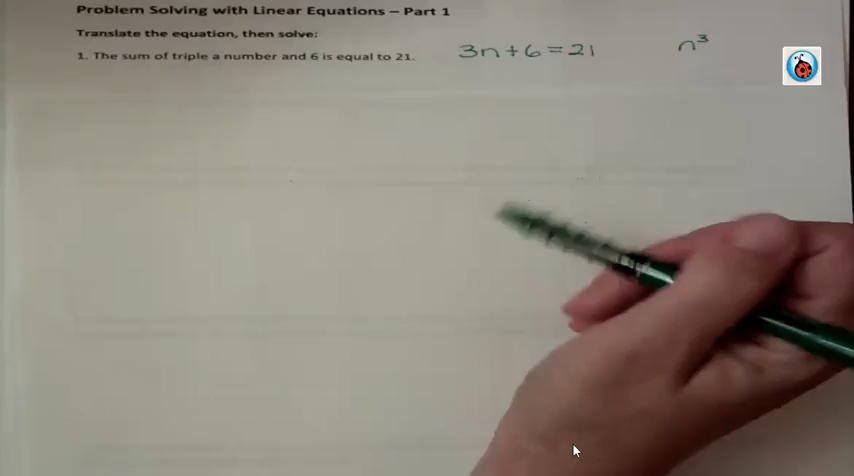 Problem Solving with Linear Equations – Part 1
Translate the equation, then solve:
1. The sum of triple a number and 6 is equal to 21. 3n + 6 = 21 n³